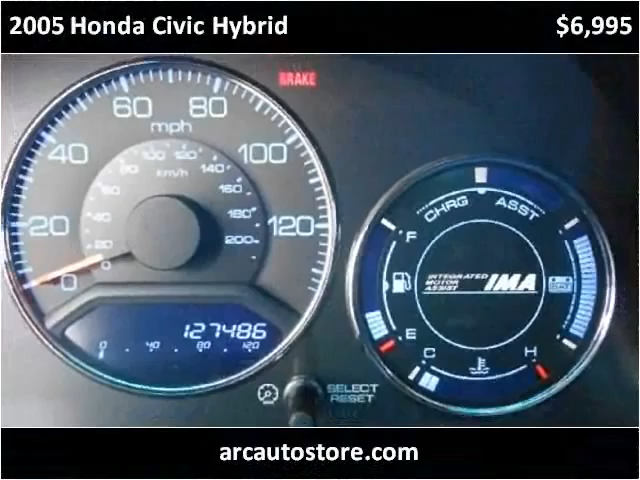 2005 Honda Civic Hybrid $6,995
BRAKE
0 20 40 60 80 100 120
mph
km/h
0 20 40 60 80 100 120 140 160 180 200
127486
0 40 80 120
CHRG ASST
F
INTEGRATED
MOTOR
ASSIST
IMA
E
C H
SELECT
RESET
arcautostore.com